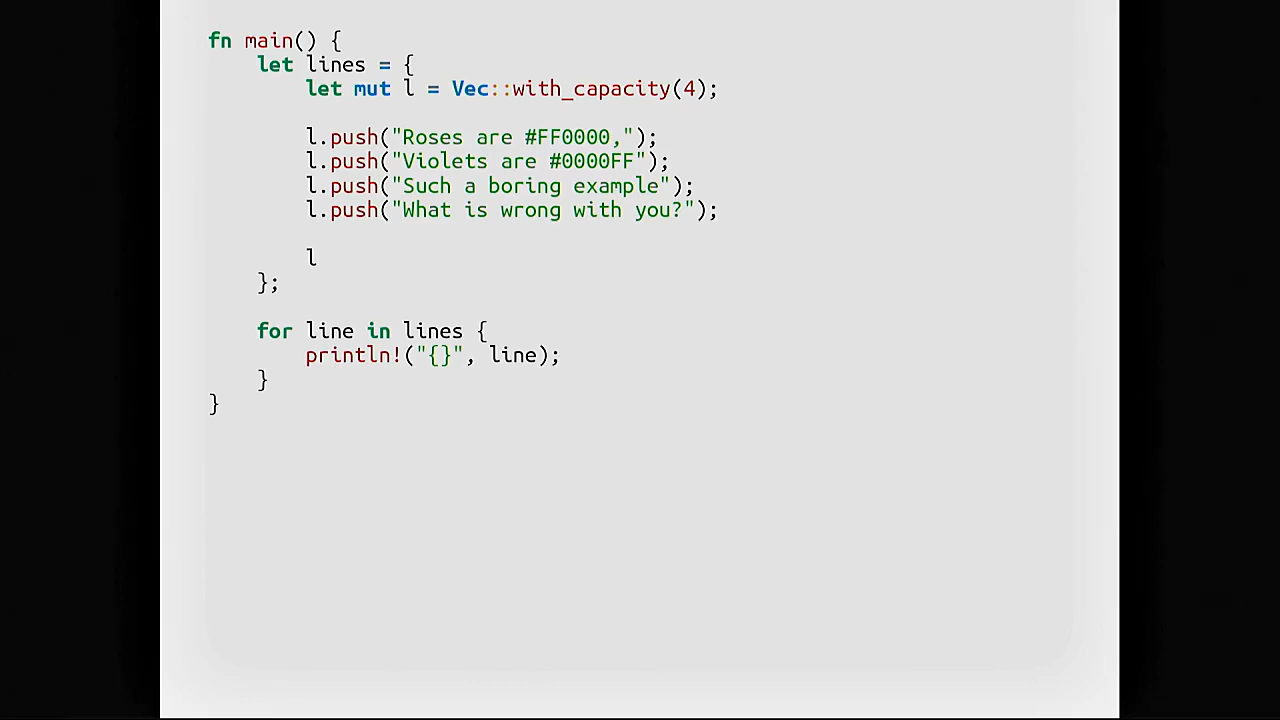 fn main() {
    let lines = {
        let mut l = Vec::with_capacity(4);

        l.push("Roses are #FF0000,");
        l.push("Violets are #0000FF");
        l.push("Such a boring example");
        l.push("What is wrong with you?");

        l
    };

    for line in lines {
        println!("{}", line);
    }
}